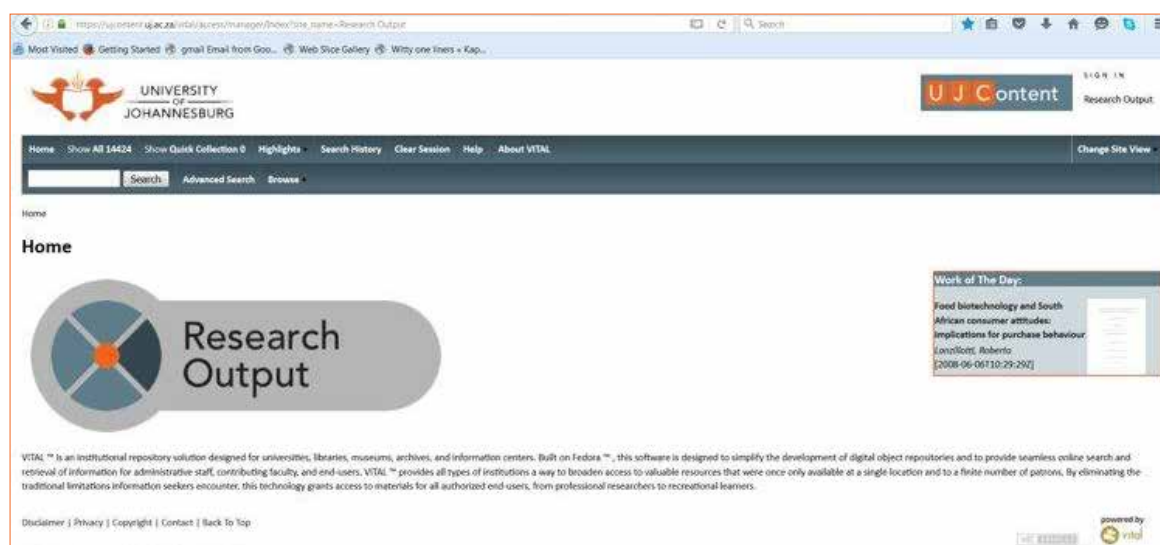 https://ujcontent.uj.ac.za/vital/access/manager/Index?site_name=Research Output
Search
Most Visited Getting Started gmail Email from Goo... Web Slice Gallery Witty one liners « Kap...
UNIVERSITY
OF
JOHANNESBURG
UJContent
SIGN IN
Research Output
Home Show All 14424 Show Quick Collection 0 Highlights Search History Clear Session Help About VITAL
Change Site View
Search Advanced Search Browse
Home
Home
Research
Output
Work of The Day:
Food biotechnology and South
African consumer attitudes:
Implications for purchase behaviour
Lanzillotti, Roberto
[2008-06-06T10:29:29Z]
VITAL ™ is an institutional repository solution designed for universities, libraries, museums, archives, and information centers. Built on Fedora ™, this software is designed to simplify the development of digital object repositories and to provide seamless online search and
retrieval of information for administrative staff, contributing faculty, and end-users. VITAL ™ provides all types of institutions a way to broaden access to valuable resources that were once only available at a single location and to a finite number of patrons. By eliminating the
traditional limitations information seekers encounter, this technology grants access to materials for all authorized end-users, from professional researchers to recreational learners.
Disclaimer | Privacy | Copyright | Contact | Back To Top
powered by
vital